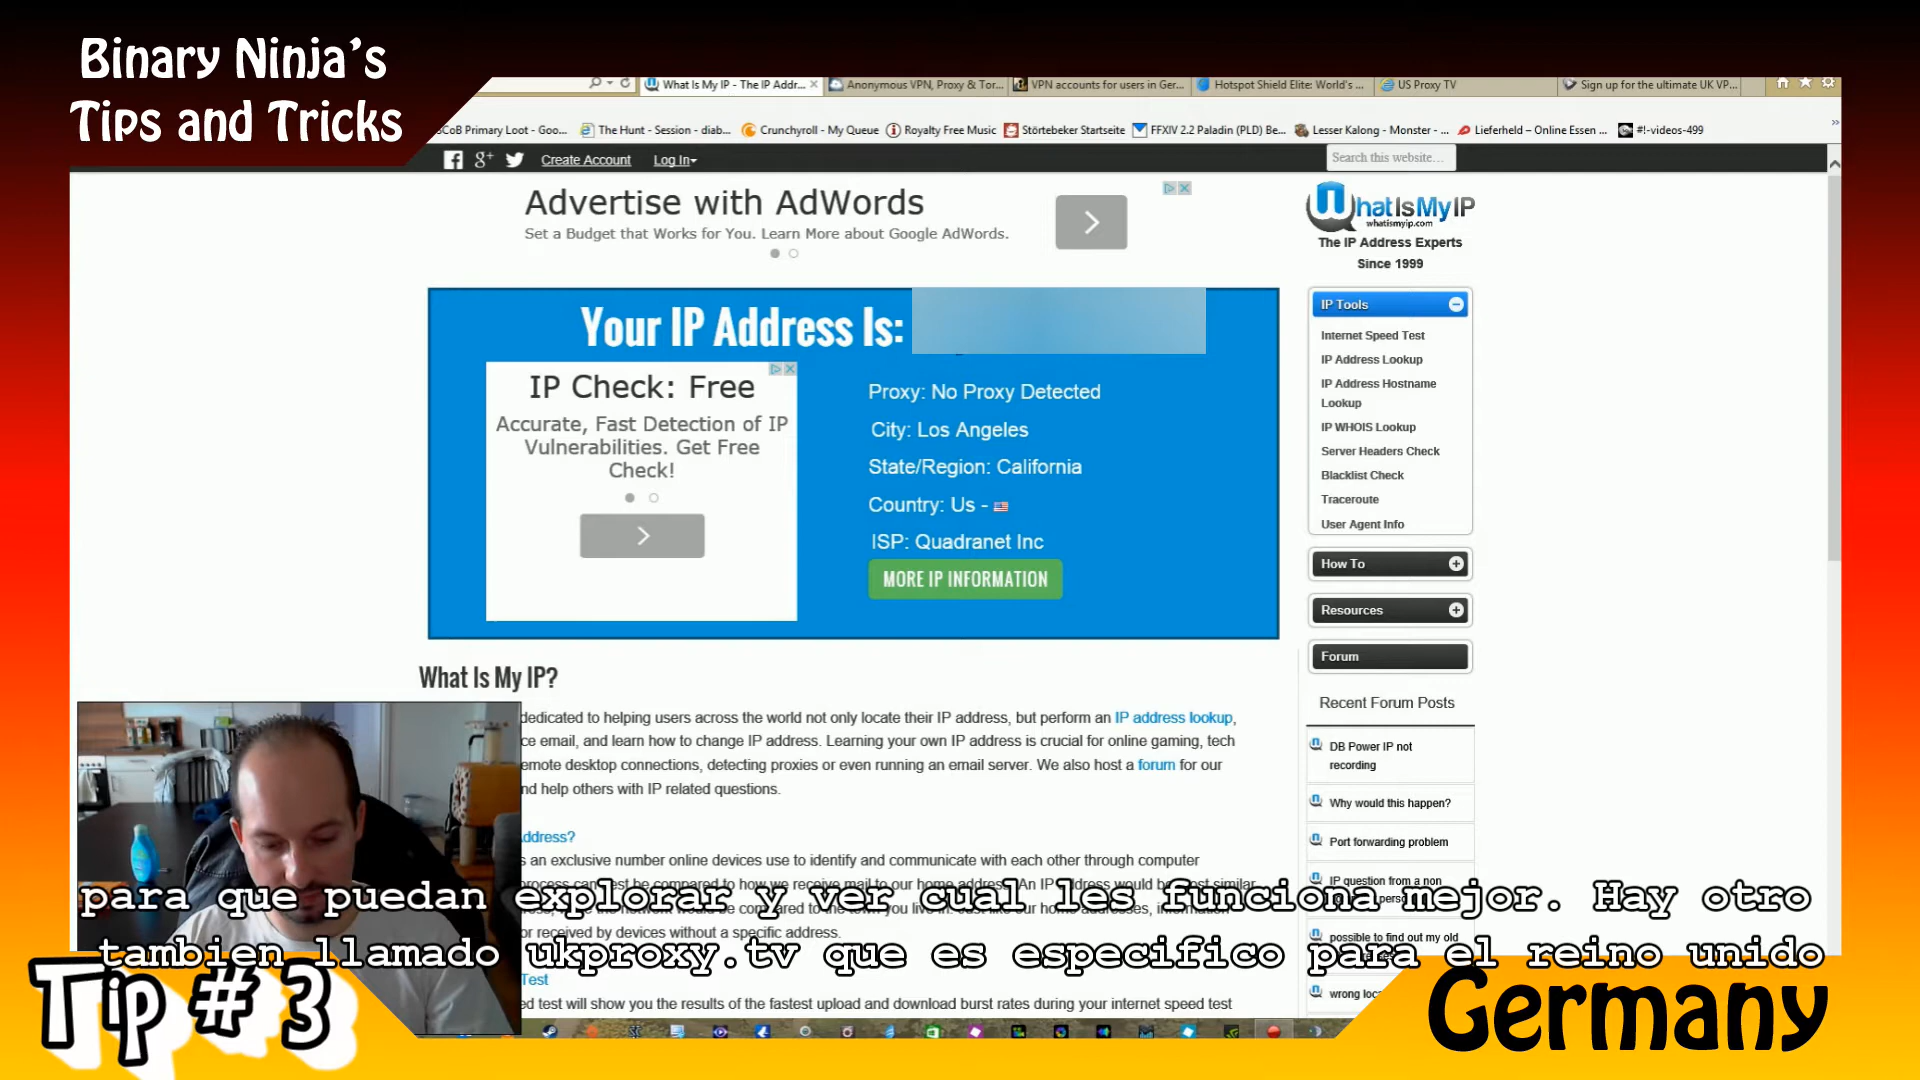 Binary Ninja's
Tips and Tricks
What Is My IP - The IP Addr...
Anonymous VPN, Proxy & Tor...
VPN accounts for users in Ger...
Hotspot Shield Elite: World's ...
US Proxy TV
Sign up for the ultimate UK VP...
CoB Primary Loot - Goo...
The Hunt - Session - diab...
Crunchyroll - My Queue
Royalty Free Music
Störtebeker Startseite
FFXIV 2.2 Paladin (PLD) Be...
Lesser Kalong - Monster - ...
Lieferheld – Online Essen ...
#!-videos-499
Create Account
Log In
Search this website...
Advertise with AdWords
Set a Budget that Works for You. Learn More about Google AdWords.
WhatIsMyIP
whatismyip.com
The IP Address Experts
Since 1999
Your IP Address Is:
IP Check: Free
Accurate, Fast Detection of IP
Vulnerabilities. Get Free
Check!
Proxy: No Proxy Detected
City: Los Angeles
State/Region: California
Country: Us -
ISP: Quadranet Inc
MORE IP INFORMATION
IP Tools
Internet Speed Test
IP Address Lookup
IP Address Hostname
Lookup
IP WHOIS Lookup
Server Headers Check
Blacklist Check
Traceroute
User Agent Info
How To
Resources
Forum
Recent Forum Posts
DB Power IP not
recording
Why would this happen?
Port forwarding problem
IP question from a non
possible to find out my old
What Is My IP?
dedicated to helping users across the world not only locate their IP address, but perform an IP address lookup,
ce email, and learn how to change IP address. Learning your own IP address is crucial for online gaming, tech
emote desktop connections, detecting proxies or even running an email server. We also host a forum for our
nd help others with IP related questions.
ddress?
s an exclusive number online devices use to identify and communicate with each other through computer
or received by devices without a specific address.
Test
ed test will show you the results of the fastest upload and download burst rates during your internet speed test
para que puedan explorar y ver cual les funciona mejor. Hay otro
tambien llamado ukproxy.tv que es especifico para el reino unido
Tip # 3
Germany